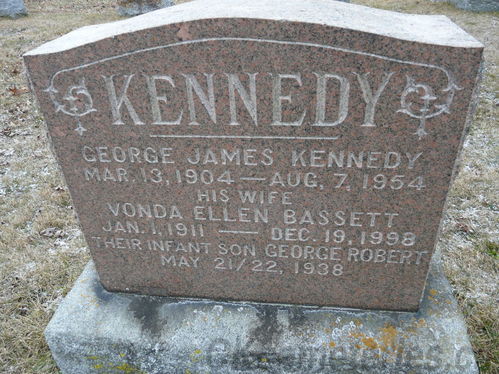 KENNEDY
GEORGE JAMES KENNEDY
MAR. 13, 1904 — AUG. 7, 1954
HIS WIFE
VONDA ELLEN BASSETT
JAN. 1, 1911 — DEC. 19, 1998
THEIR INFANT SON GEORGE ROBERT
MAY 21/22, 1938